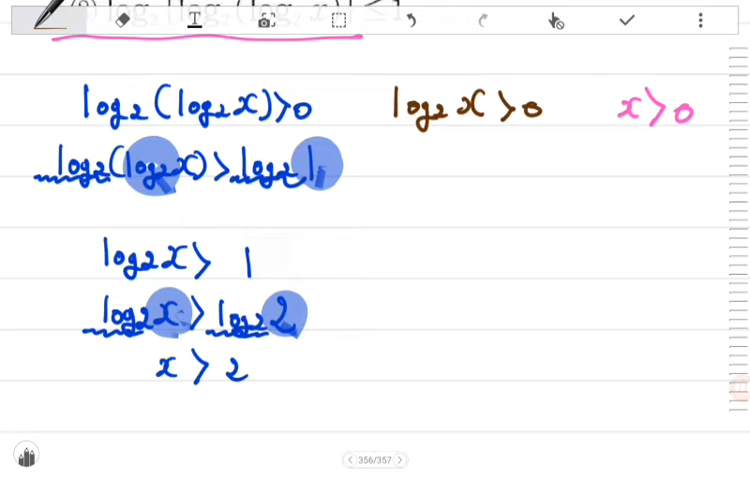 log₂(log₂x)>0 log₂x>0 x>0
log₂(log₂x)>log₂1
log₂x> 1
log₂x>log₂2
x > 2
356/357